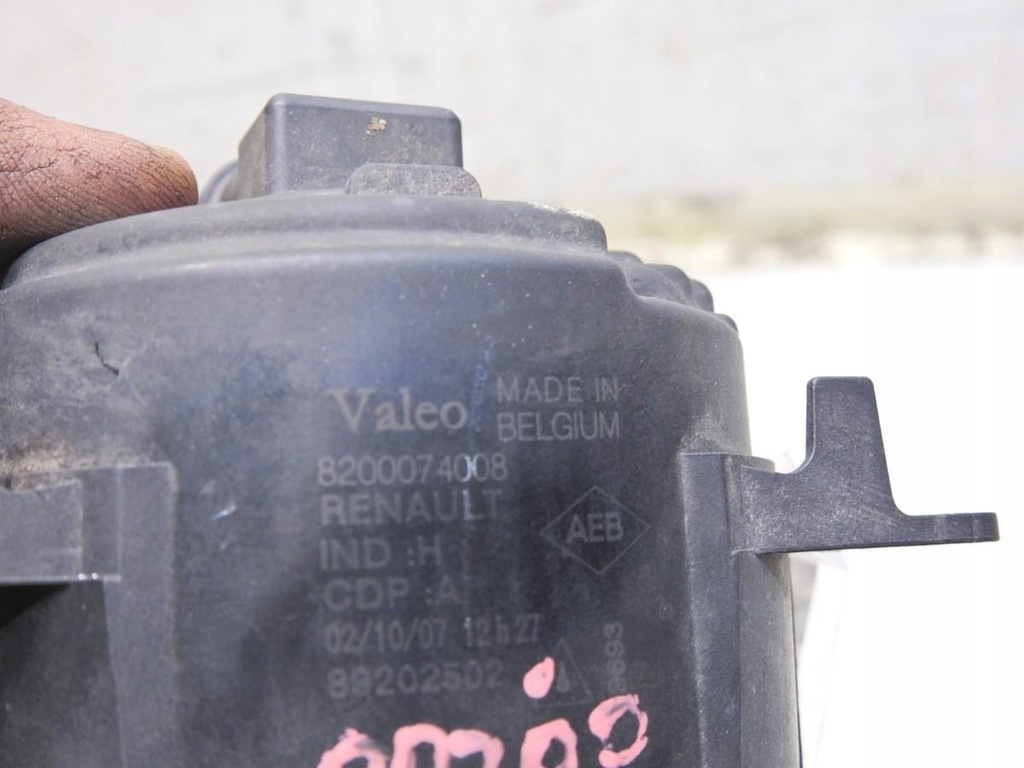 Valeo MADE IN
BELGIUM
8200074008
RENAULT
AEB
IND :H
CDP :A
02/10/07 12h27
89202502